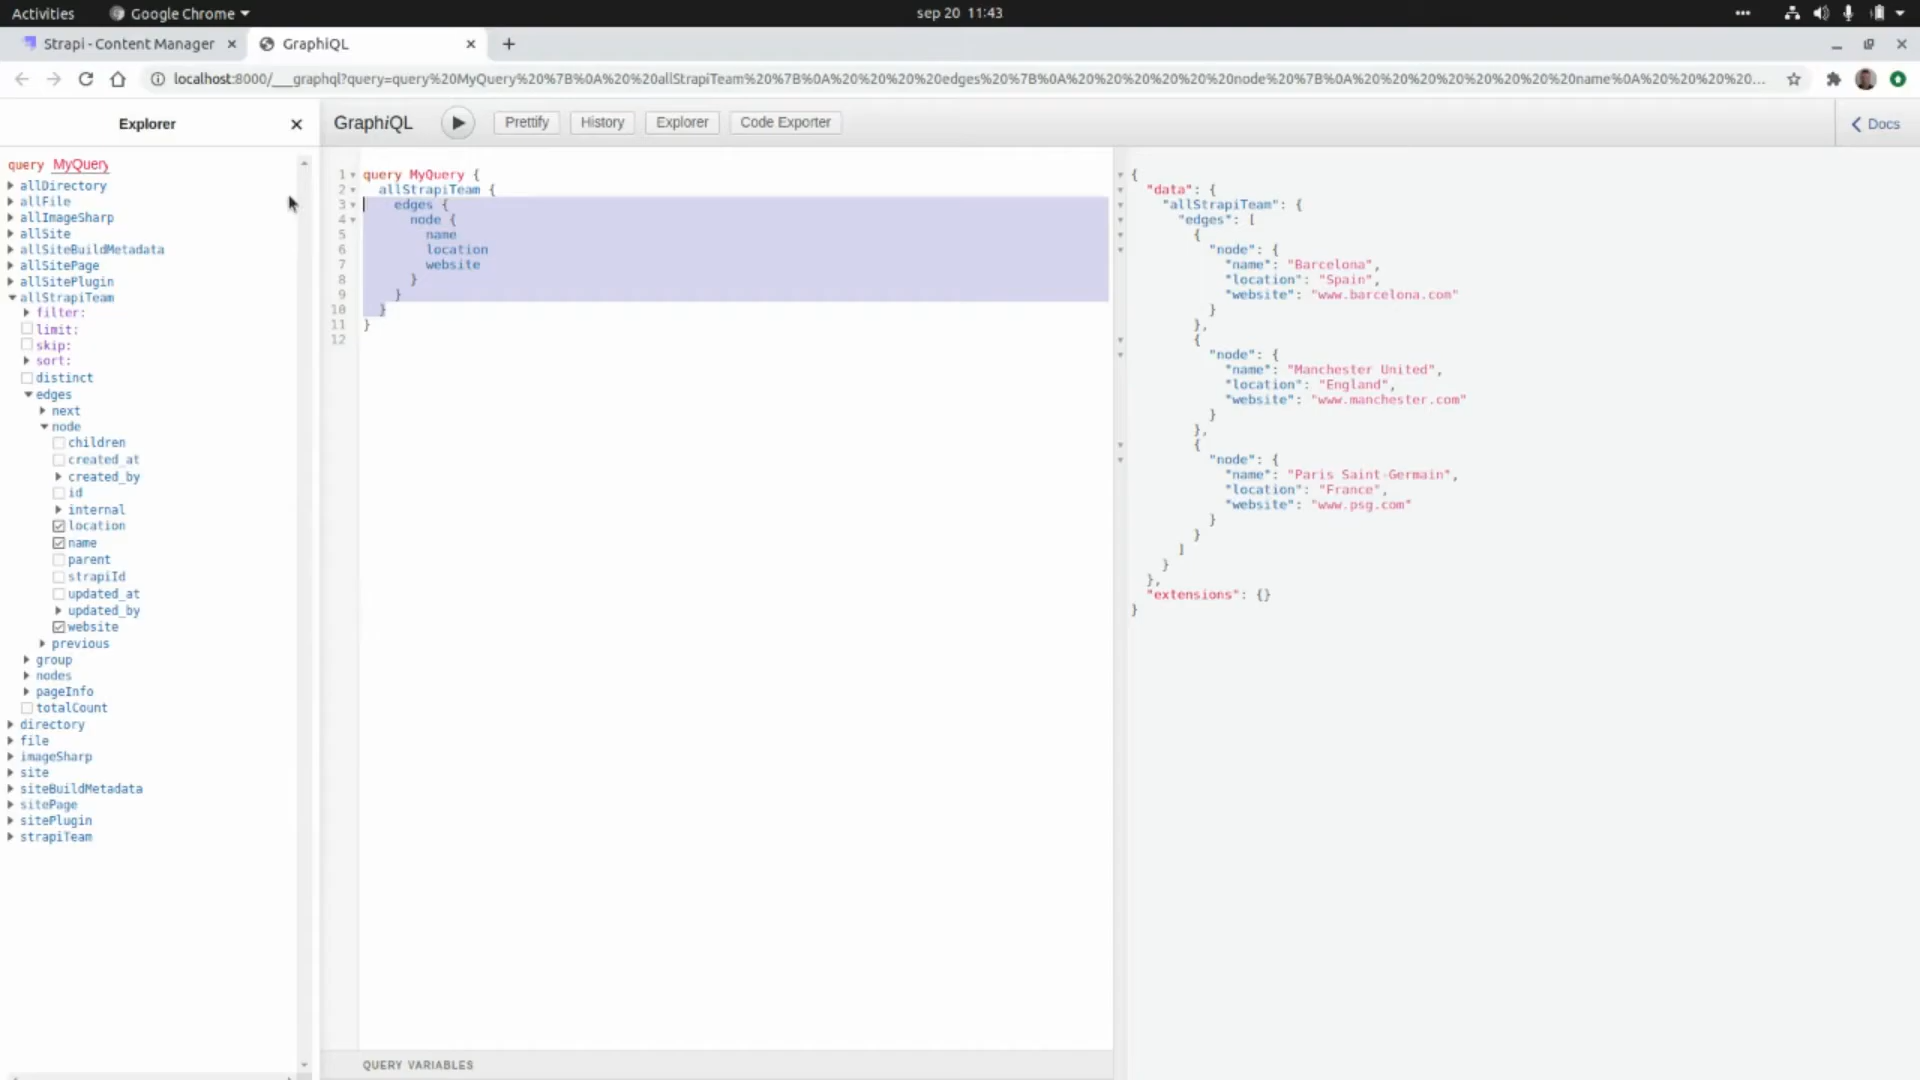 Activities
Google Chrome
sep 20 11:43
Strapi - Content Manager
GraphiQL
localhost:8000/___graphql?query=query%20MyQuery%20%7B%0A%20%20allStrapiTeam%20%7B%0A%20%20%20%20edges%20%7B%0A%20%20%20%20%20%20node%20%7B%0A%20%20%20%20%20%20%20%20name%0A%20%20%20%20...
Explorer
GraphiQL
Prettify
History
Explorer
Code Exporter
Docs
query MyQuery
allDirectory
allFile
allImageSharp
allSite
allSiteBuildMetadata
allSitePage
allSitePlugin
allStrapiTeam
filter:
limit:
skip:
sort:
distinct
edges
next
node
children
created_at
created_by
id
internal
location
name
parent
strapiId
updated_at
updated_by
website
previous
group
nodes
pageInfo
totalCount
directory
file
imageSharp
site
siteBuildMetadata
sitePage
sitePlugin
strapiTeam
1 query MyQuery {
2 allStrapiTeam {
3 edges {
4 node {
5 name
6 location
7 website
8 }
9 }
10 }
11 }
12
QUERY VARIABLES
{
"data": {
"allStrapiTeam": {
"edges": [
{
"node": {
"name": "Barcelona",
"location": "Spain",
"website": "www.barcelona.com"
}
},
{
"node": {
"name": "Manchester United",
"location": "England",
"website": "www.manchester.com"
}
},
{
"node": {
"name": "Paris Saint-Germain",
"location": "France",
"website": "www.psg.com"
}
}
]
}
},
"extensions": {}
}